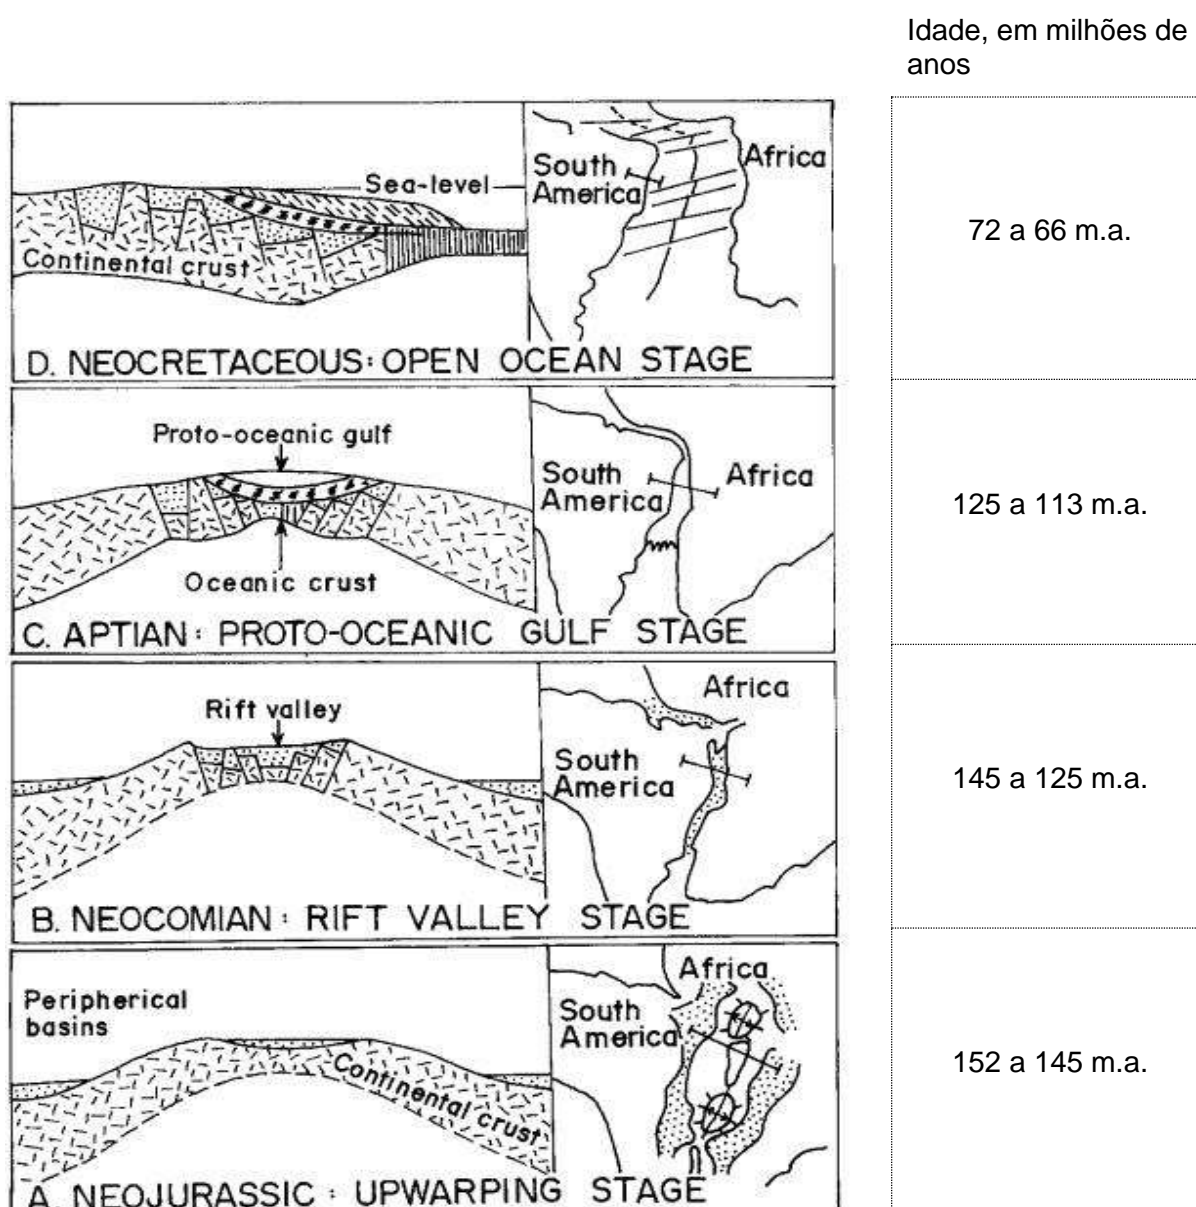 Idade, em milhões de
anos
Sea-level
Continental crust
South
America
Africa
D. NEOCRETACEOUS: OPEN OCEAN STAGE
72 a 66 m.a.
Proto-oceanic gulf
Oceanic crust
South
America
Africa
C. APTIAN: PROTO-OCEANIC GULF STAGE
125 a 113 m.a.
Rift valley
Africa
South
America
B. NEOCOMIAN: RIFT VALLEY STAGE
145 a 125 m.a.
Peripherical
basins
Continental crust
Africa
South
America
A. NEOJURASSIC: UPWARPING STAGE
152 a 145 m.a.